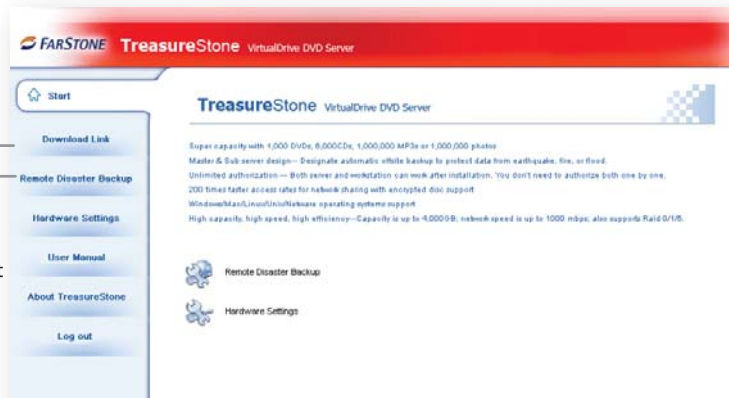 FARSTONE TreasureStone VirtualDrive DVD Server
Start
Download Link
Remote Disaster Backup
Hardware Settings
User Manual
About TreasureStone
Log out
TreasureStone VirtualDrive DVD Server
Super capacity with 1,000 DVDs, 6,000CDs, 1,000,000 MP3s or 1,000,000 photos
Master & Sub server design— Designate automatic offsite backup to protect data from earthquake, fire, or flood.
Unlimited authorization — Both server and workstation can work after installation. You don't need to authorize both one by one.
200 times faster access rates for network sharing with encrypted disc support
Windows/Mac/Linux/Unix/Netware operating systems support
High capacity, high speed, high efficiency—Capacity is up to 4,000GB; network speed is up to 1000 mbps; also supports Raid 0/1/5.
Remote Disaster Backup
Hardware Settings